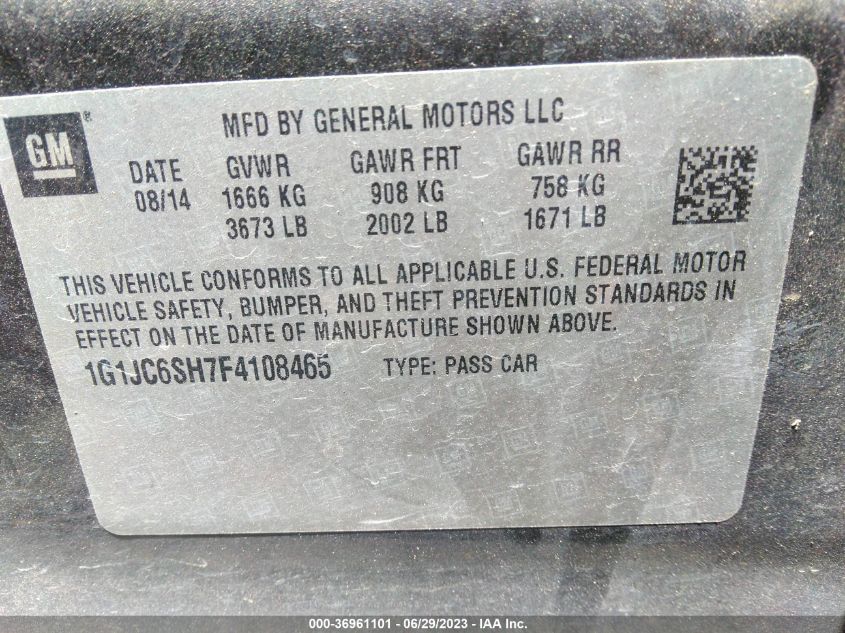 GM
MFD BY GENERAL MOTORS LLC
DATE GVWR GAWR FRT GAWR RR
08/14 1666 KG 908 KG 758 KG
3673 LB 2002 LB 1671 LB
THIS VEHICLE CONFORMS TO ALL APPLICABLE U.S. FEDERAL MOTOR
VEHICLE SAFETY, BUMPER, AND THEFT PREVENTION STANDARDS IN
EFFECT ON THE DATE OF MANUFACTURE SHOWN ABOVE.
1G1JC6SH7F4108465 TYPE: PASS CAR
000-36961101 - 06/29/2023 - IAA Inc.